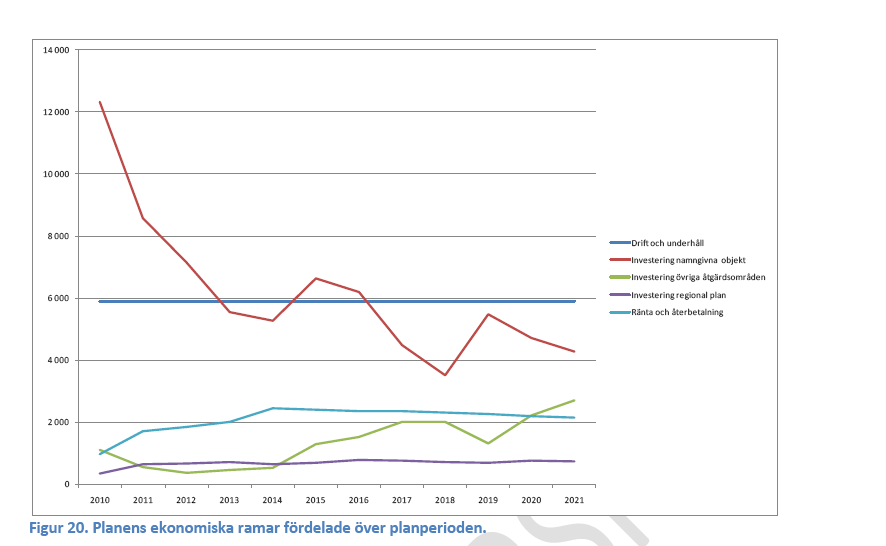 14 000
12 000
10 000
8 000
6 000
4 000
2 000
0
2010 2011 2012 2013 2014 2015 2016 2017 2018 2019 2020 2021
Drift och underhåll
Investering namngivna objekt
Investering övriga åtgärdsområden
Investering regional plan
Ränta och återbetalning
Figur 20. Planens ekonomiska ramar fördelade över planperioden.